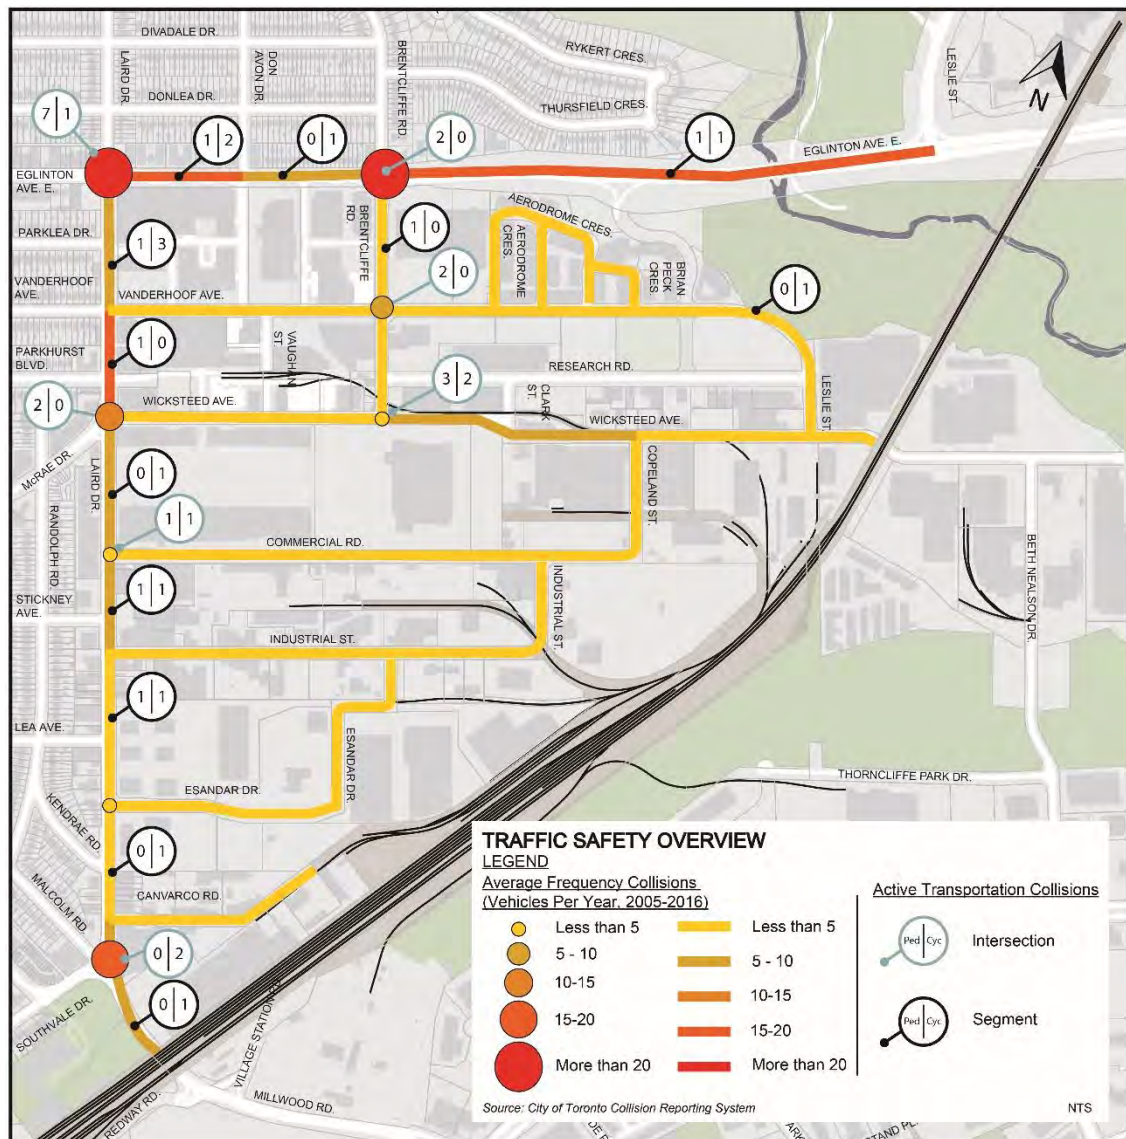 DIVADALE DR.
LAIRD DR.
DON
AVON DR.
BRENTCLIFFE RD.
RYKERT CRES.
LESLIE ST.
DONLEA DR.
THURSFIELD CRES.
N
7|1
1|2
0|1
2|0
1|1
EGLINTON AVE. E.
EGLINTON
AVE. E.
PARKLEA DR.
1|3
BRENTCLIFFE
RD.
1|0
AERODROME CRES.
AERODROME
CRES.
BRIAN
PECK
CRES.
2|0
0|1
VANDERHOOF
AVE.
VANDERHOOF AVE.
PARKHURST
BLVD.
1|0
VAUGHAN
ST.
RESEARCH RD.
3|2
CLARK
ST.
LESLIE ST.
2|0
WICKSTEED AVE.
WICKSTEED AVE.
McRAE DR.
LAIRD DR.
RANDOLPH RD.
0|1
COPELAND ST.
1|1
COMMERCIAL RD.
BETH NEALSON DR.
STICKNEY
AVE.
1|1
INDUSTRIAL ST.
INDUSTRIAL ST.
LEA AVE.
1|1
ESANDAR DR.
ESANDAR DR
THORNCLIFFE PARK DR.
KENDRAE RD.
0|1
MALCOLM RD.
CANVARCO RD.
0|2
SOUTHVALE DR.
0|1
MILLWOOD RD.
REDWAY RD.
TRAFFIC SAFETY OVERVIEW
LEGEND
Average Frequency Collisions
(Vehicles Per Year, 2005-2016)
Less than 5
Less than 5
5 - 10
5 - 10
10-15
10-15
15-20
15-20
More than 20
More than 20
Active Transportation Collisions
Ped|Cyc
Intersection
Ped|Cyc
Segment
Source: City of Toronto Collision Reporting System
NTS